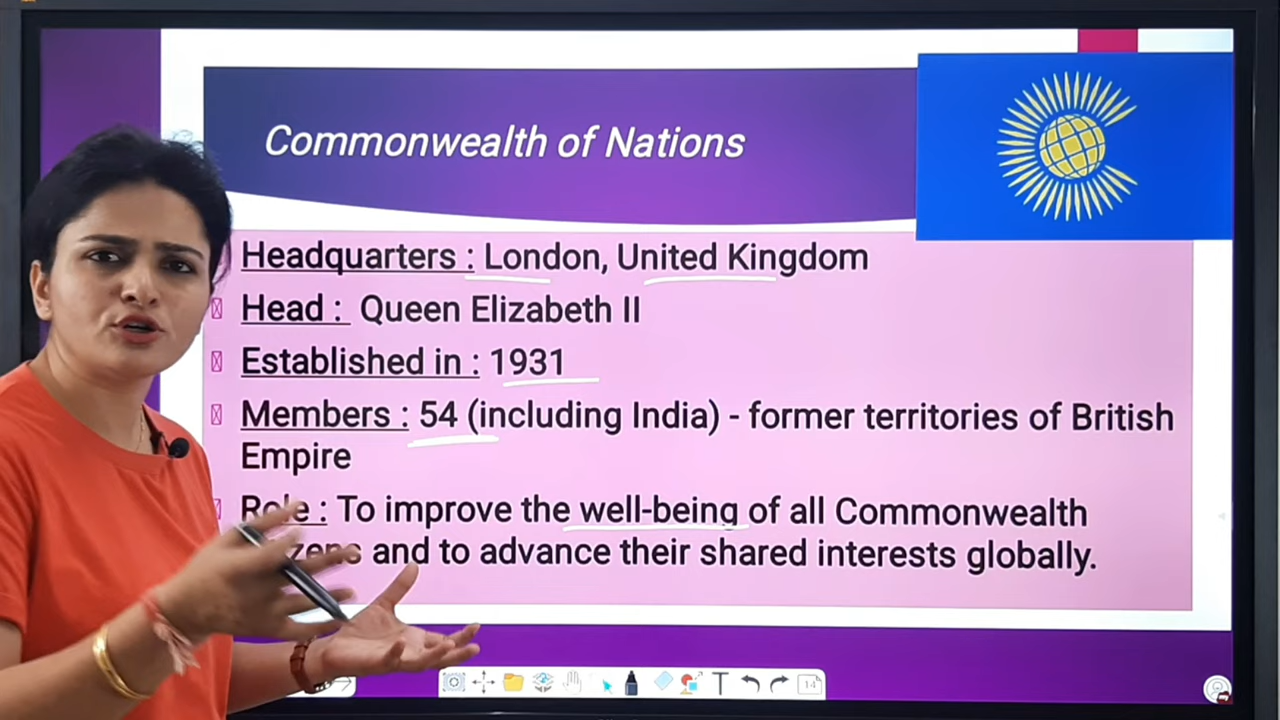 Commonwealth of Nations
Headquarters : London, United Kingdom
Head : Queen Elizabeth II
Established in : 1931
Members : 54 (including India) - former territories of British
Empire
Role : To improve the well-being of all Commonwealth
and to advance their shared interests globally.
T
14